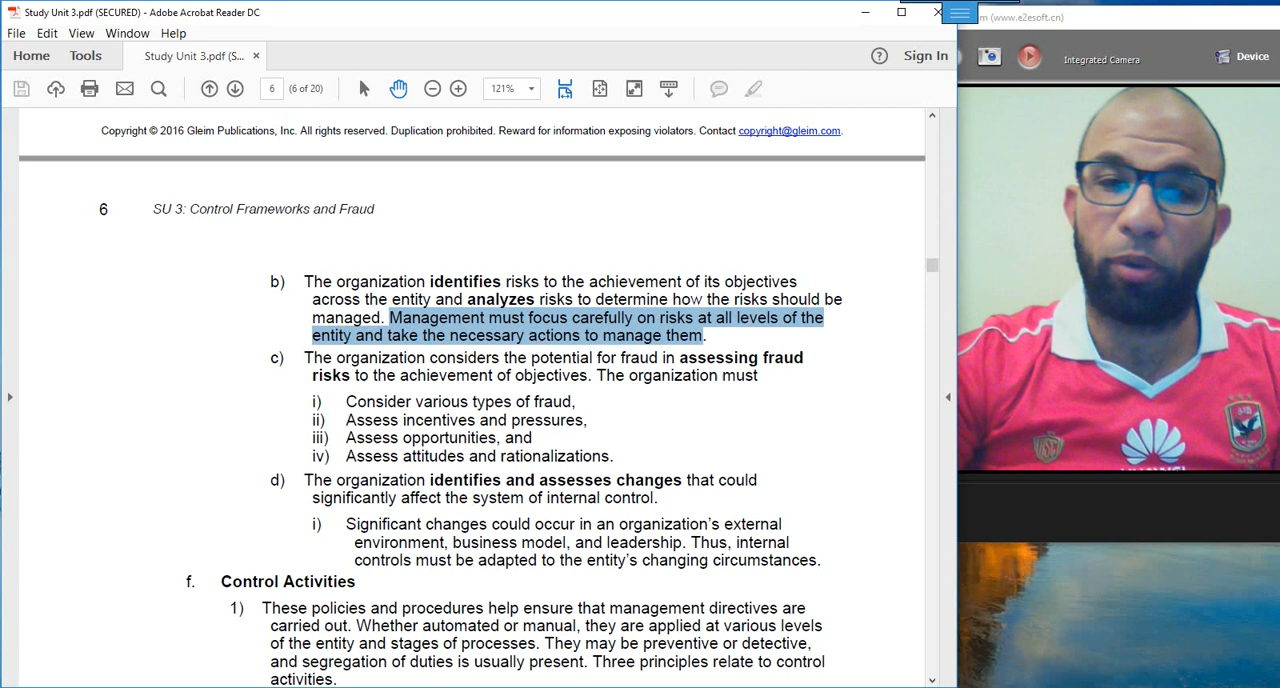 Study Unit 3.pdf (SECURED) - Adobe Acrobat Reader DC
m (www.e2esoft.cn)
File Edit View Window Help
Home Tools Study Unit 3.pdf (S... × Sign In
Integrated Camera Device
6 (6 of 20) 121%
Copyright © 2016 Gleim Publications, Inc. All rights reserved. Duplication prohibited. Reward for information exposing violators. Contact copyright@gleim.com.
6 SU 3: Control Frameworks and Fraud
b) The organization identifies risks to the achievement of its objectives
across the entity and analyzes risks to determine how the risks should be
managed. Management must focus carefully on risks at all levels of the
entity and take the necessary actions to manage them.
c) The organization considers the potential for fraud in assessing fraud
risks to the achievement of objectives. The organization must
i) Consider various types of fraud,
ii) Assess incentives and pressures,
iii) Assess opportunities, and
iv) Assess attitudes and rationalizations.
d) The organization identifies and assesses changes that could
significantly affect the system of internal control.
i) Significant changes could occur in an organization's external
environment, business model, and leadership. Thus, internal
controls must be adapted to the entity's changing circumstances.
f. Control Activities
1) These policies and procedures help ensure that management directives are
carried out. Whether automated or manual, they are applied at various levels
of the entity and stages of processes. They may be preventive or detective,
and segregation of duties is usually present. Three principles relate to control
activities.
HUAWEI